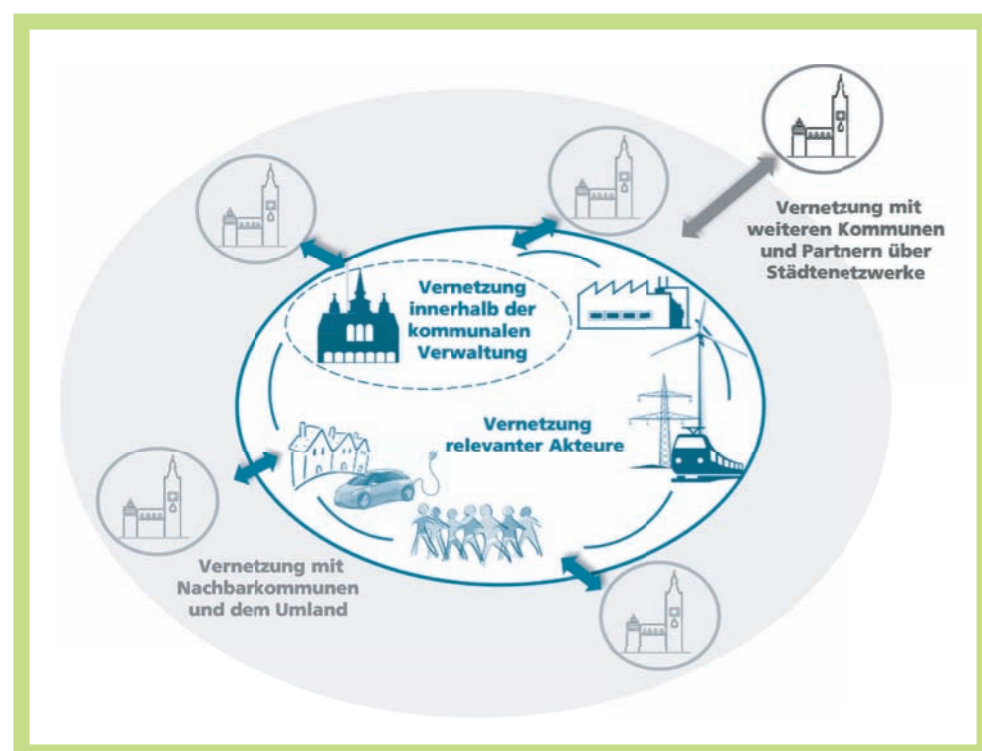 Vernetzung mit
weiteren Kommunen
und Partnern über
Städtenetzwerke
Vernetzung
innerhalb der
kommunalen
Verwaltung
Vernetzung
relevanter Akteure
Vernetzung mit
Nachbarkommunen
und dem Umland